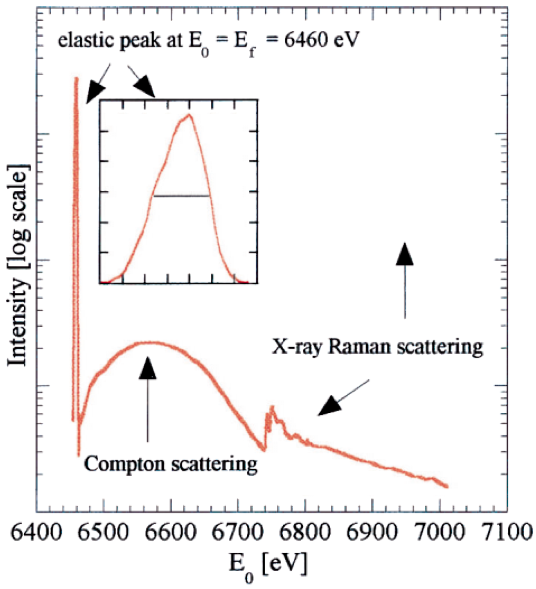 elastic peak at E₀ = E_f = 6460 eV
Intensity [log scale]
X-ray Raman scattering
Compton scattering
6400 6500 6600 6700 6800 6900 7000 7100
E₀ [eV]